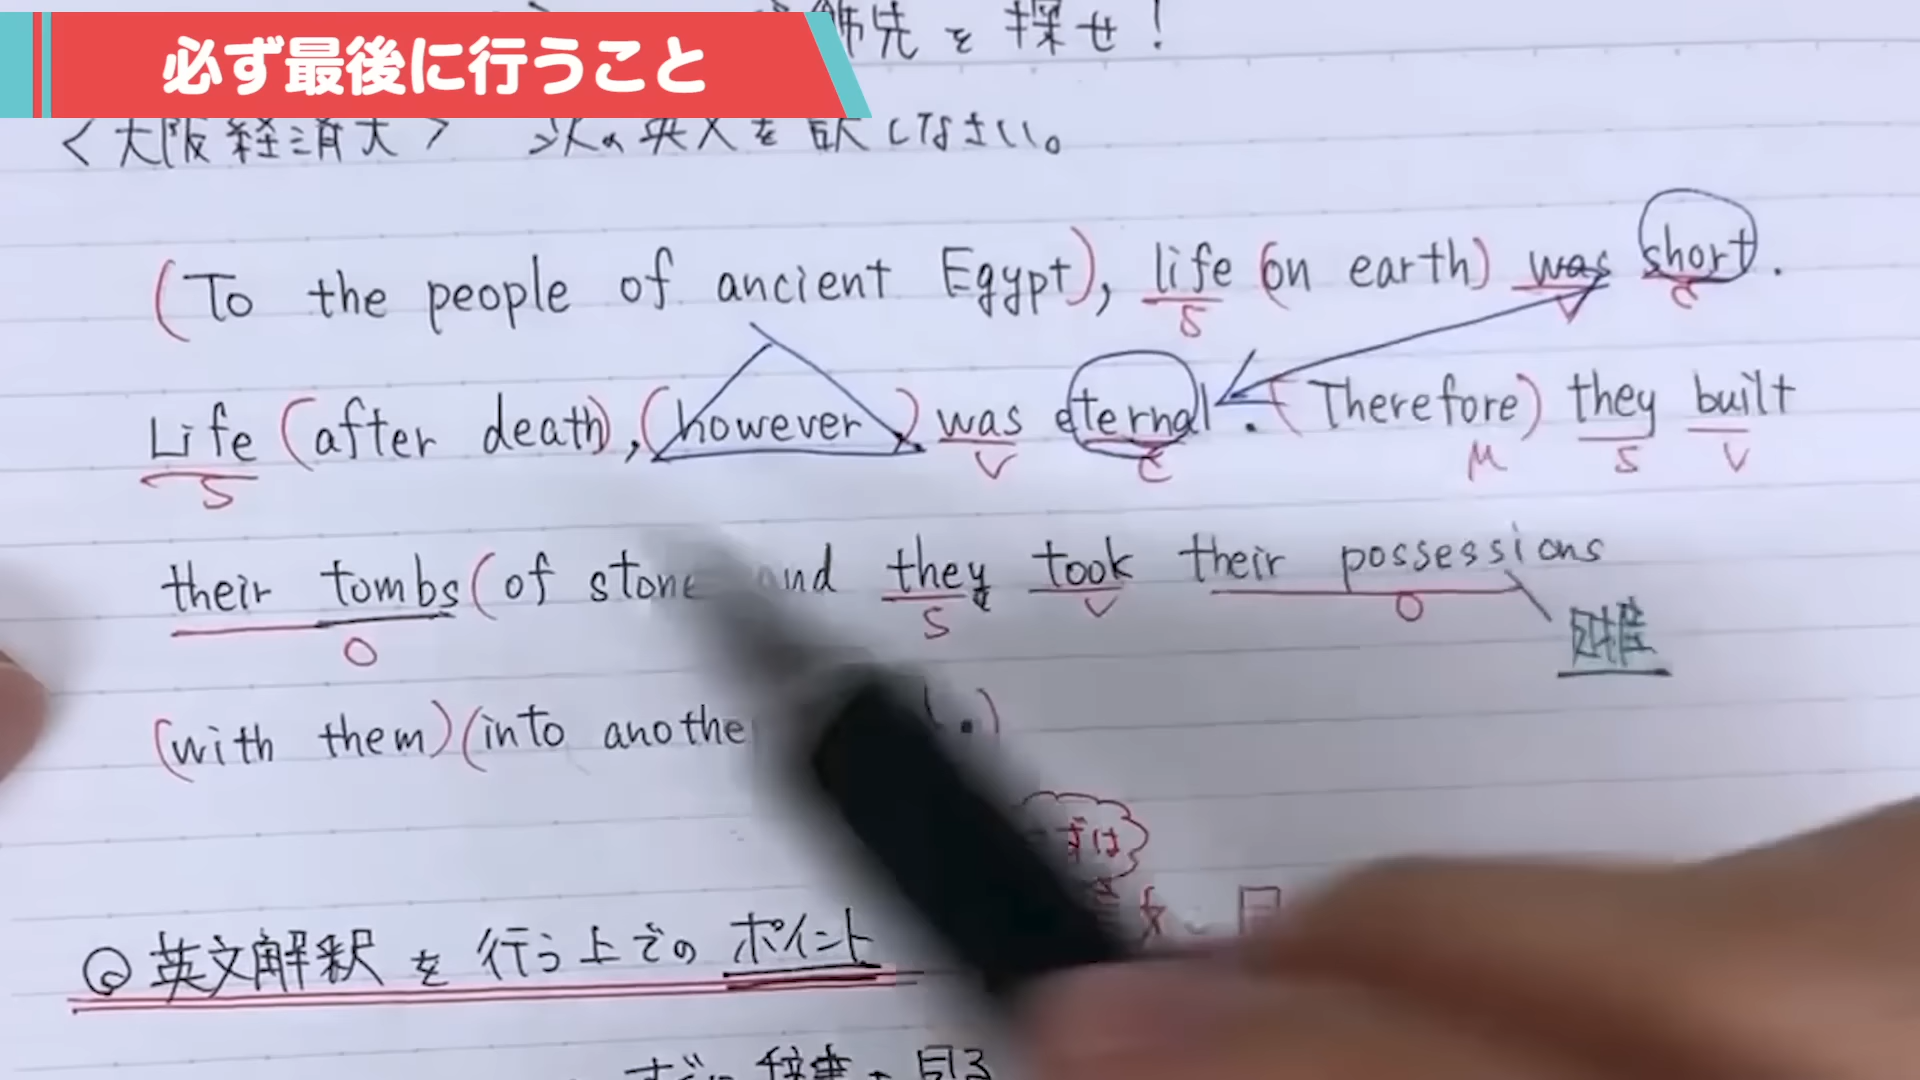 必ず最後に行うこと
飾先を探せ!
<大阪経済大> 次の英文を訳しなさい。
(To the people of ancient Egypt), life (on earth) was short.
S V C
Life (after death), (however) was eternal. (Therefore) they built
S V C M S V
their tombs (of stone and they took their possessions
O S V O
(with them) (into
ずは
Q 英文解釈を行う上でのポイント